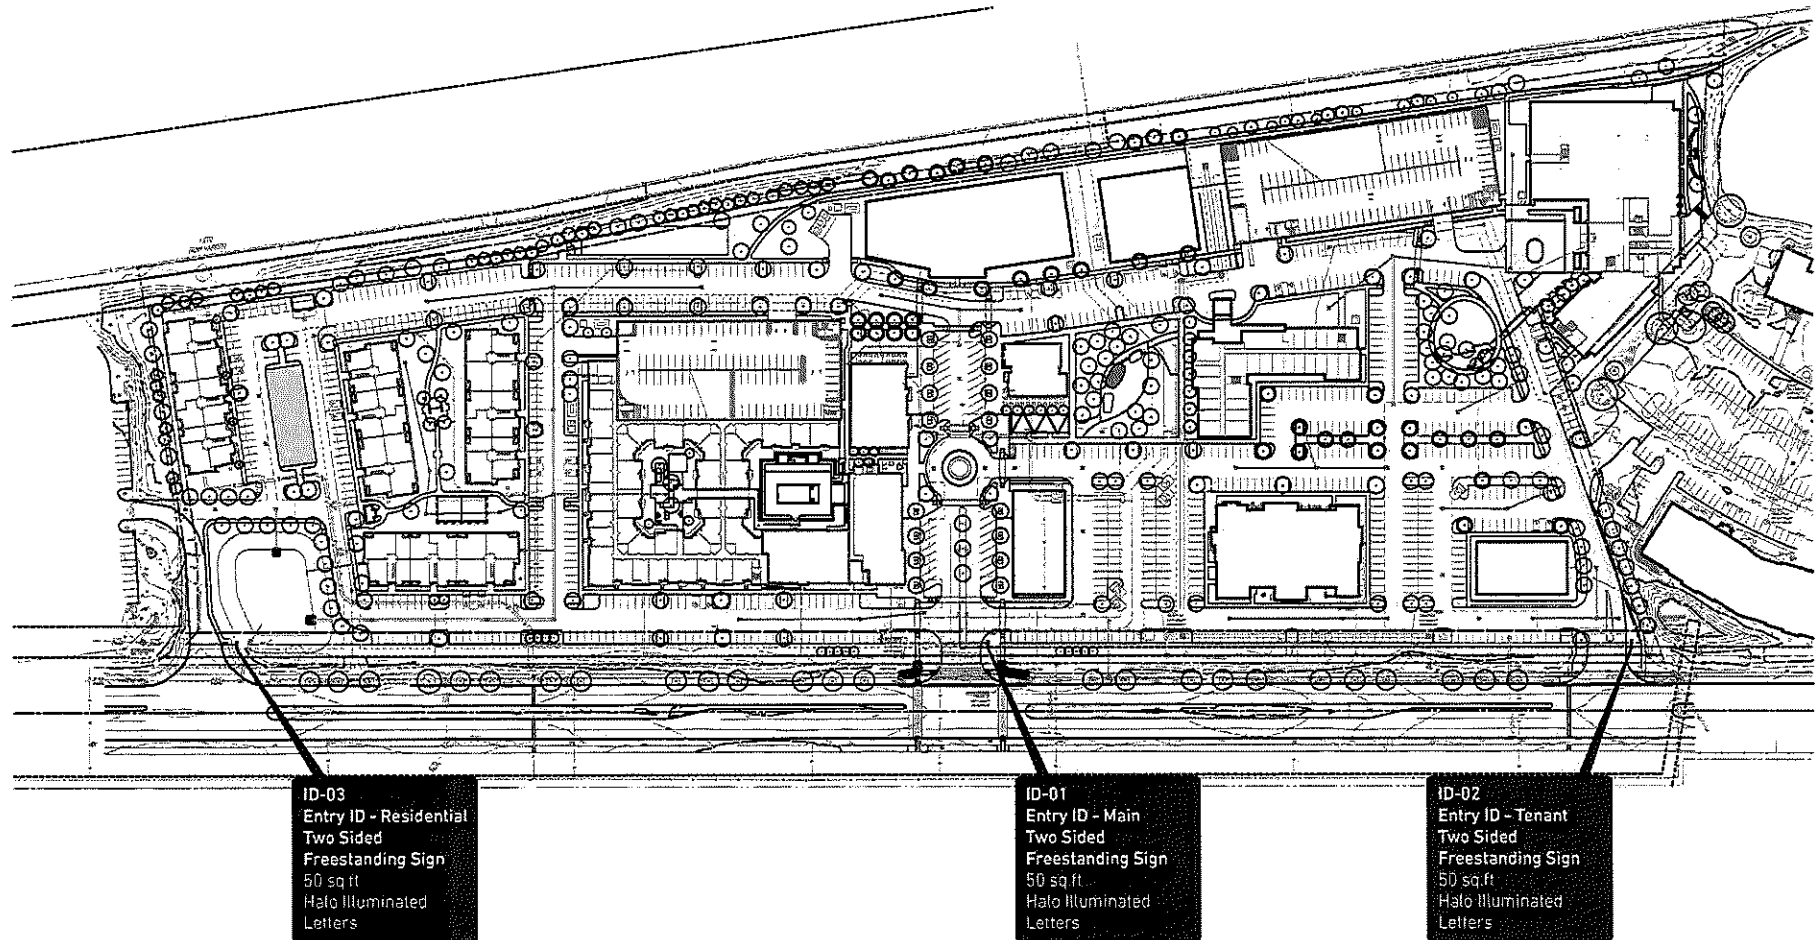 ID-03
Entry ID - Residential
Two Sided
Freestanding Sign
50 sq.ft
Halo Illuminated
Letters
ID-01
Entry ID - Main
Two Sided
Freestanding Sign
50 sq.ft.
Halo Illuminated
Letters
ID-02
Entry ID - Tenant
Two Sided
Freestanding Sign
50 sq.ft
Halo Illuminated
Letters